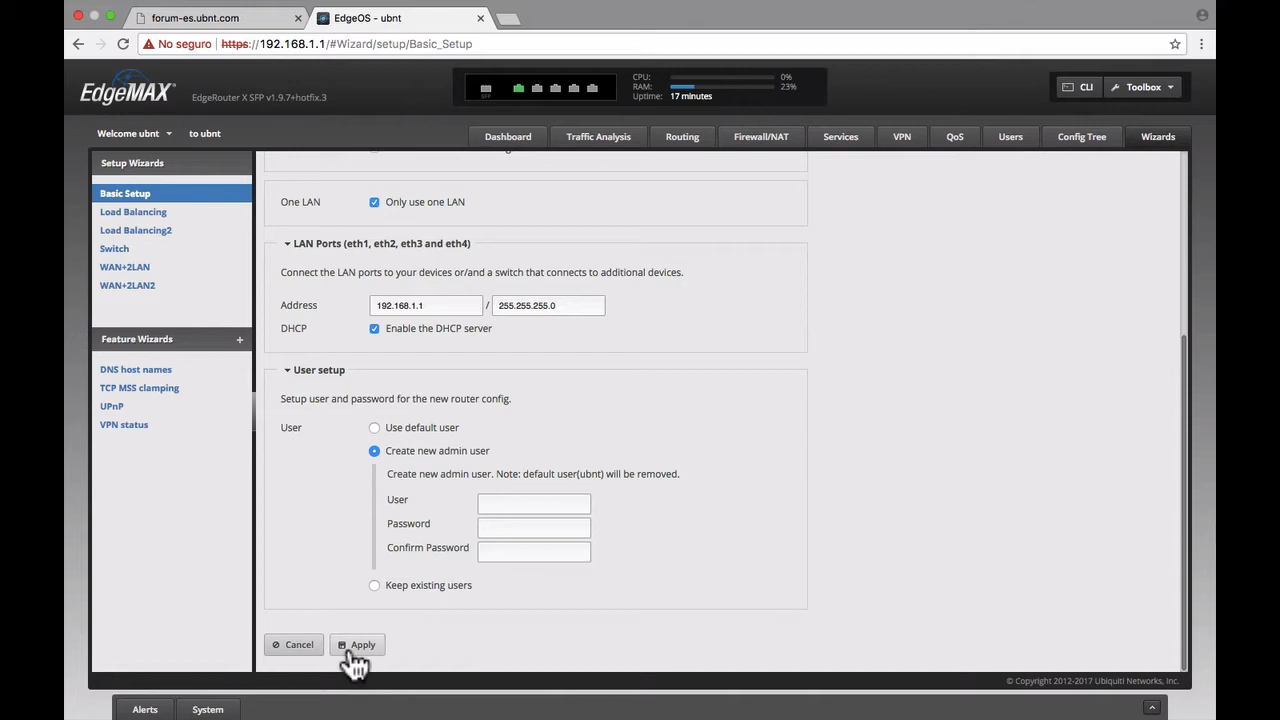 forum-es.ubnt.com
EdgeOS - ubnt
No seguro https://192.168.1.1/#Wizard/setup/Basic_Setup
EdgeMAX EdgeRouter X SFP v1.9.7+hotfix.3
SFP
CPU: 0%
RAM: 23%
Uptime: 17 minutes
CLI Toolbox
Welcome ubnt to ubnt
Dashboard Traffic Analysis Routing Firewall/NAT Services VPN QoS Users Config Tree Wizards
Setup Wizards
Basic Setup
Load Balancing
Load Balancing2
Switch
WAN+2LAN
WAN+2LAN2
Feature Wizards +
DNS host names
TCP MSS clamping
UPnP
VPN status
One LAN Only use one LAN
LAN Ports (eth1, eth2, eth3 and eth4)
Connect the LAN ports to your devices or/and a switch that connects to additional devices.
Address 192.168.1.1 / 255.255.255.0
DHCP Enable the DHCP server
User setup
Setup user and password for the new router config.
User Use default user
Create new admin user
Create new admin user. Note: default user(ubnt) will be removed.
User
Password
Confirm Password
Keep existing users
Cancel Apply
© Copyright 2012-2017 Ubiquiti Networks, Inc.
Alerts System